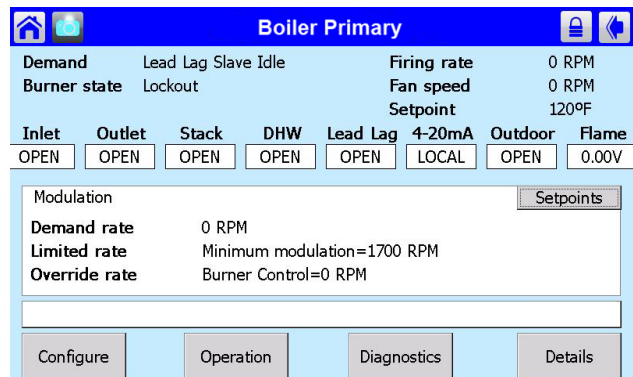 Boiler Primary
Demand Lead Lag Slave Idle Firing rate 0 RPM
Burner state Lockout Fan speed 0 RPM
Setpoint 120ºF
Inlet Outlet Stack DHW Lead Lag 4-20mA Outdoor Flame
OPEN OPEN OPEN OPEN OPEN LOCAL OPEN 0.00V
Modulation Setpoints
Demand rate 0 RPM
Limited rate Minimum modulation=1700 RPM
Override rate Burner Control=0 RPM
Configure Operation Diagnostics Details